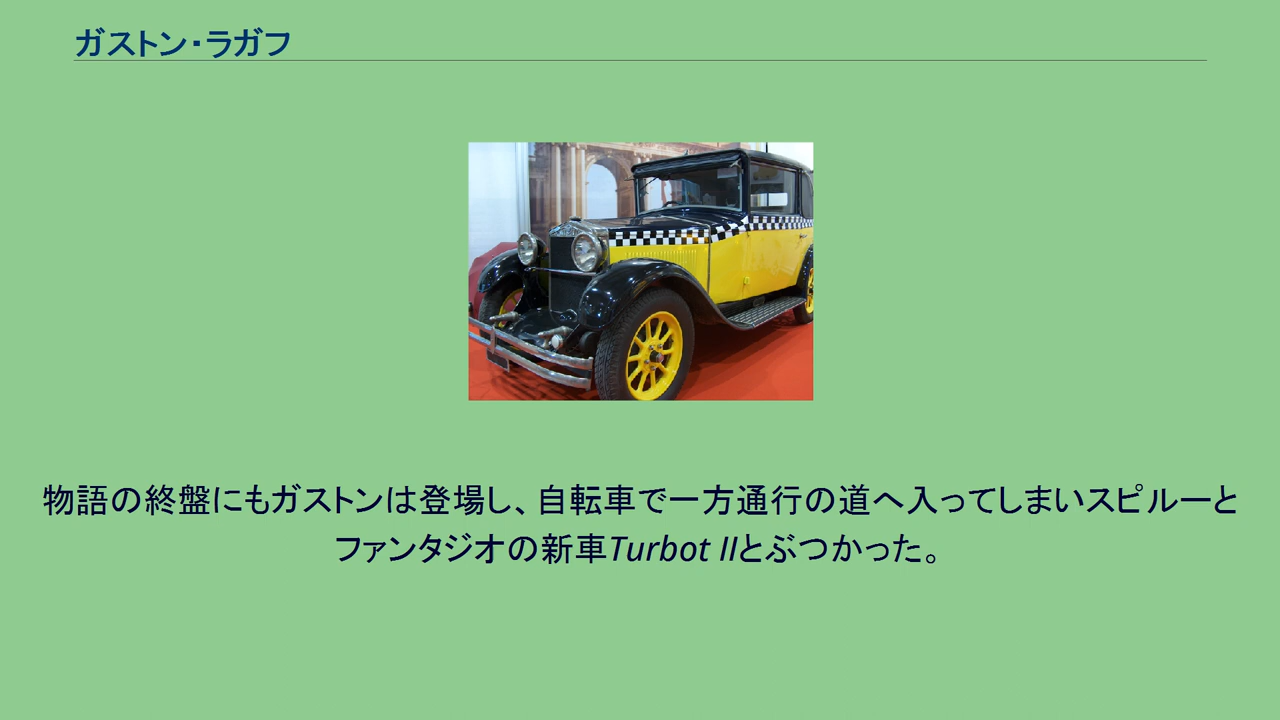 ガストン・ラガフ
物語の終盤にもガストンは登場し、自転車で一方通行の道へ入ってしまいスピルーと
ファンタジオの新車Turbot IIとぶつかった。